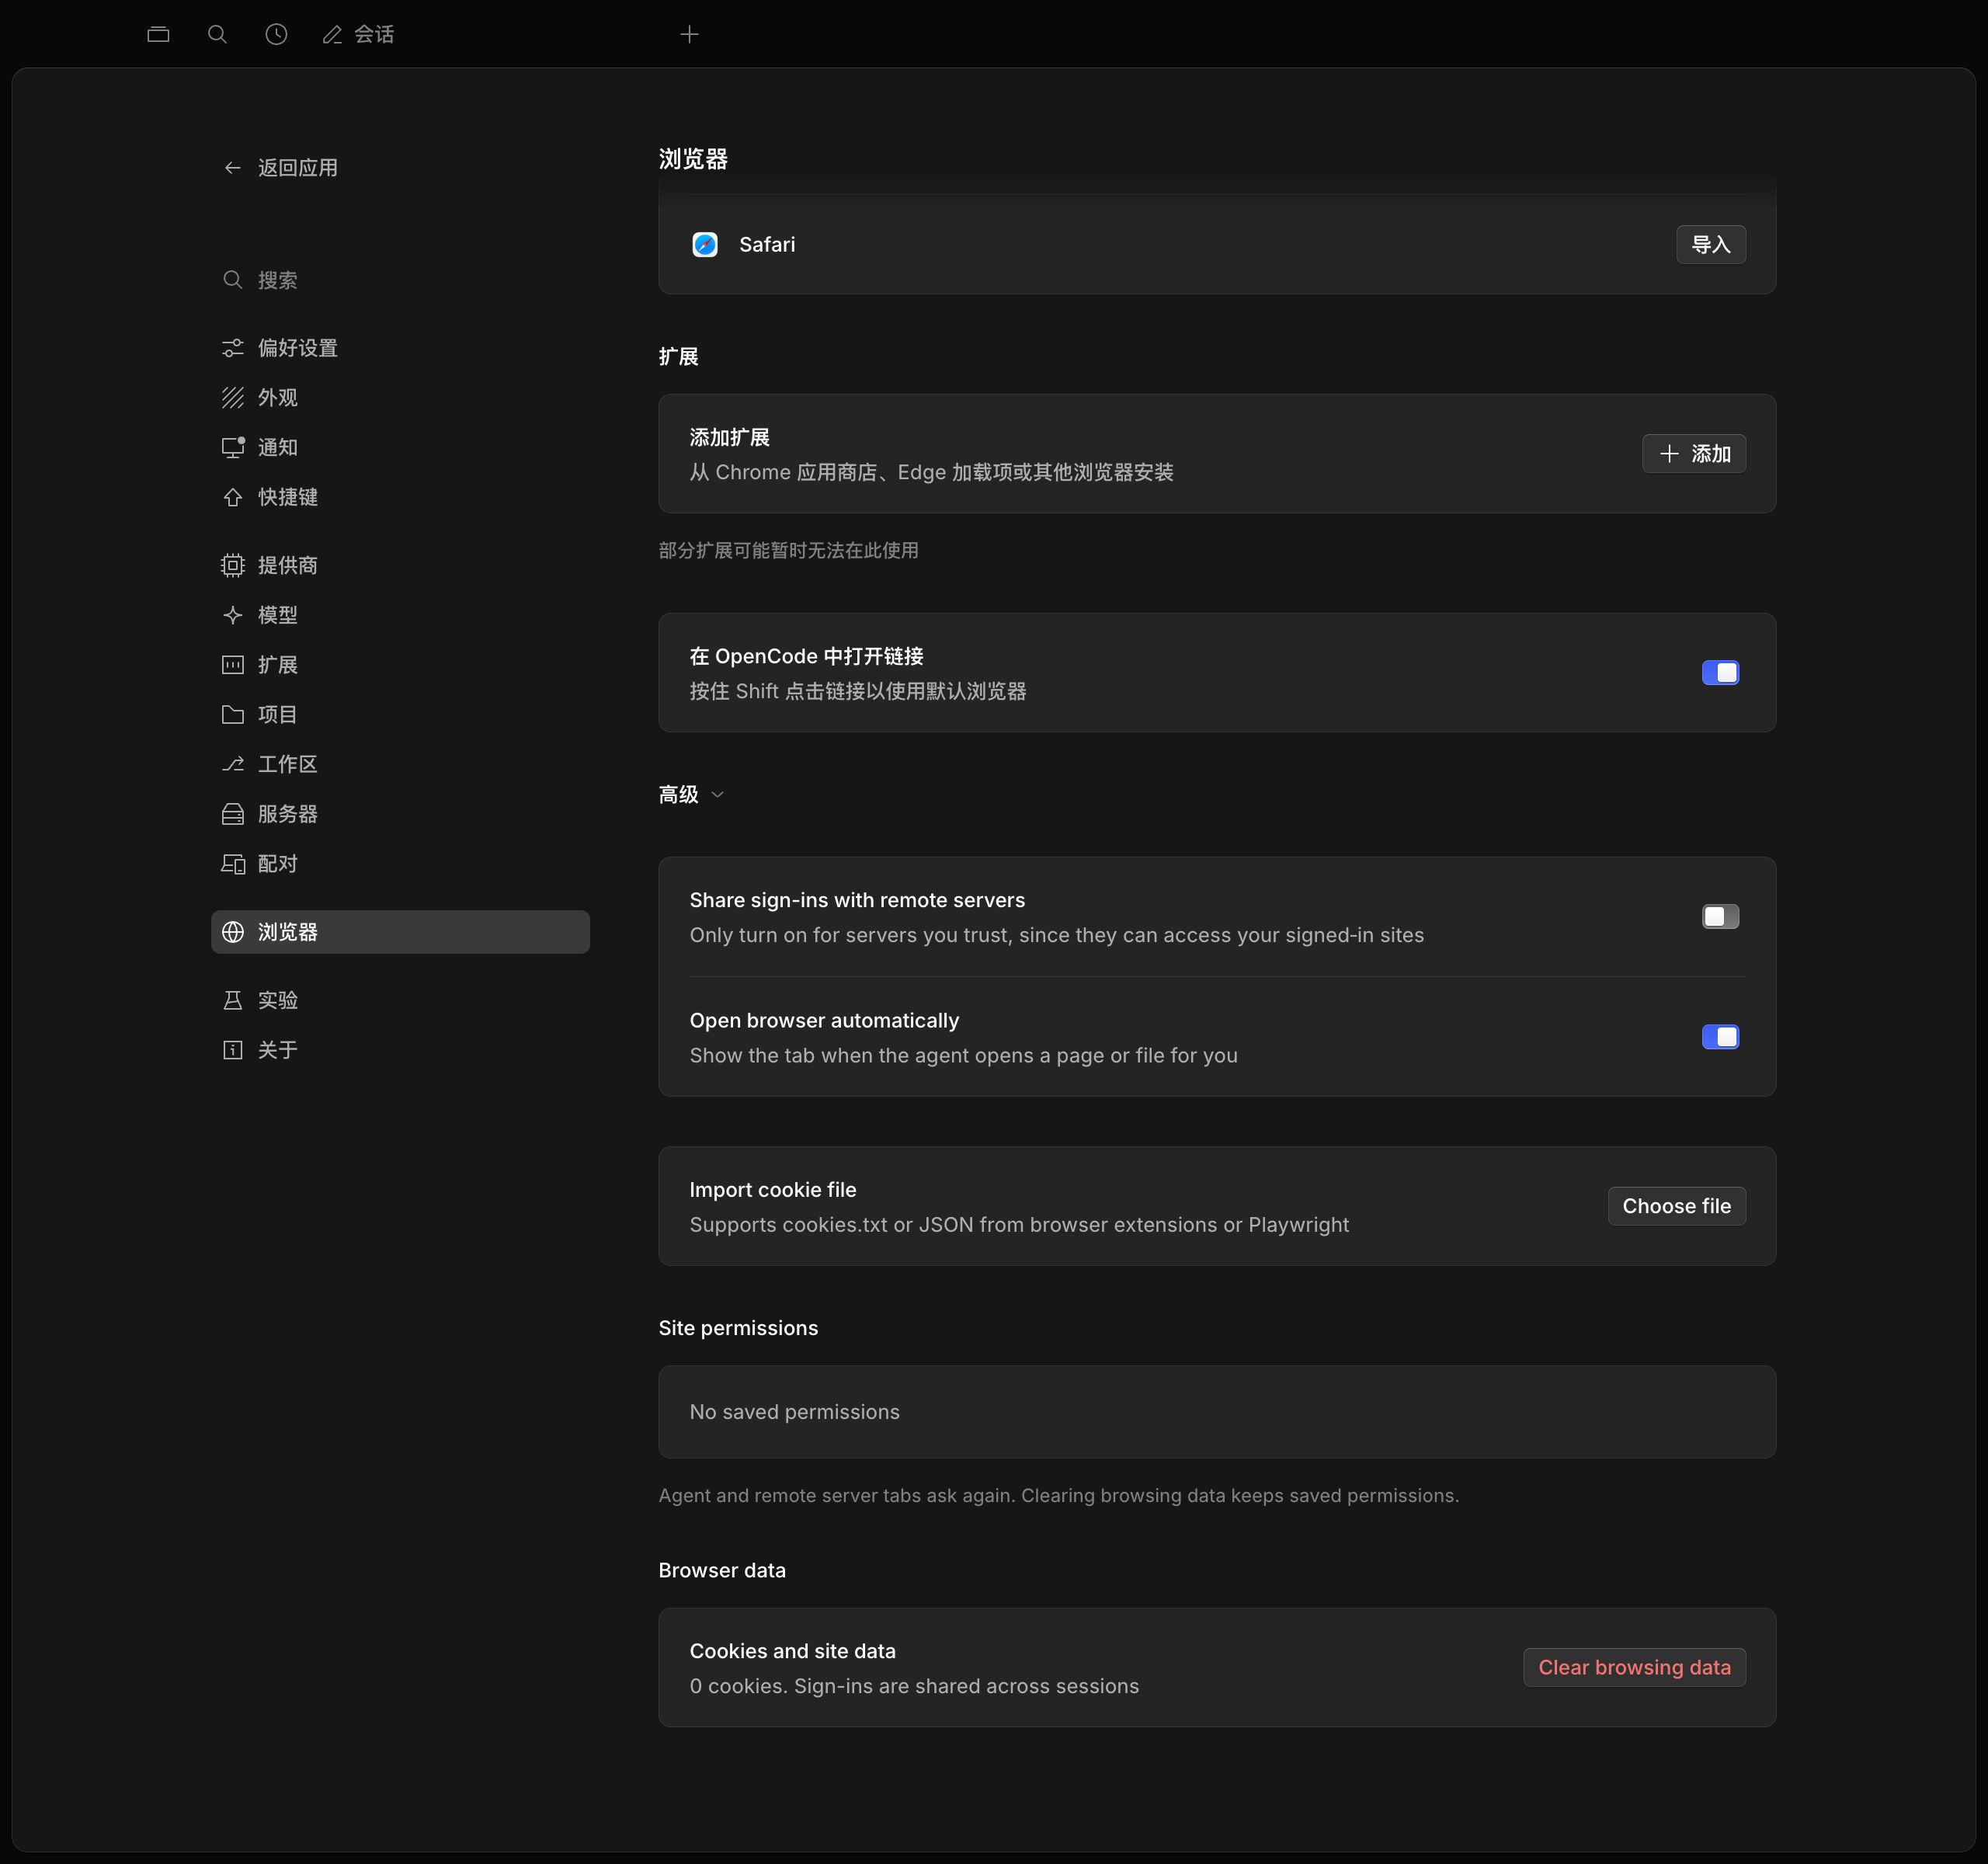 会话
返回应用
搜索
偏好设置
外观
通知
快捷键
提供商
模型
扩展
项目
工作区
服务器
配对
浏览器
实验
关于
浏览器
Safari
导入
扩展
添加扩展
从 Chrome 应用商店、Edge 加载项或其他浏览器安装
添加
部分扩展可能暂时无法在此使用
在 OpenCode 中打开链接
按住 Shift 点击链接以使用默认浏览器
高级
Share sign-ins with remote servers
Only turn on for servers you trust, since they can access your signed-in sites
Open browser automatically
Show the tab when the agent opens a page or file for you
Import cookie file
Supports cookies.txt or JSON from browser extensions or Playwright
Choose file
Site permissions
No saved permissions
Agent and remote server tabs ask again. Clearing browsing data keeps saved permissions.
Browser data
Cookies and site data
0 cookies. Sign-ins are shared across sessions
Clear browsing data